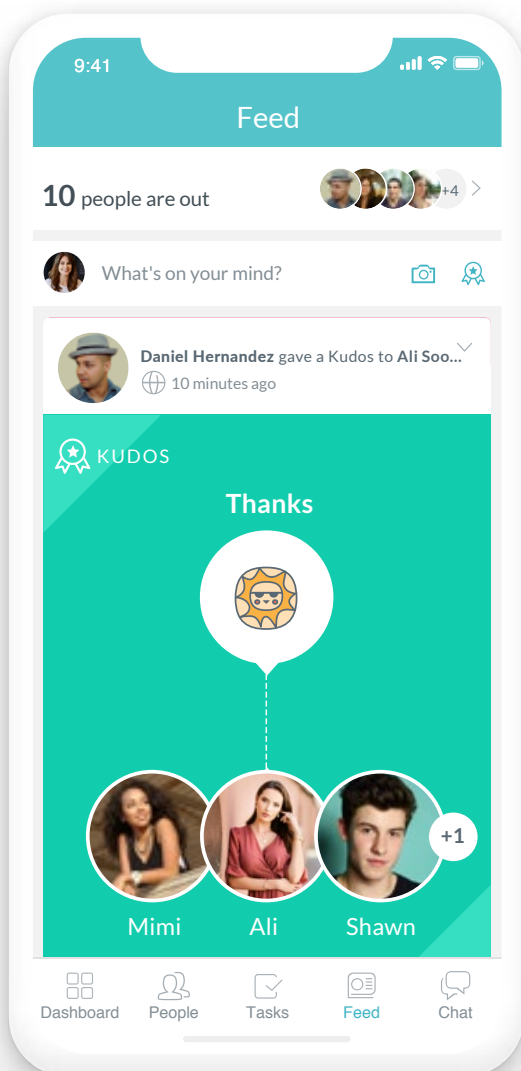 9:41
Feed
10 people are out
+4
What's on your mind?
Daniel Hernandez gave a Kudos to Ali Soo...
10 minutes ago
KUDOS
Thanks
+1
Mimi Ali Shawn
Dashboard People Tasks Feed Chat